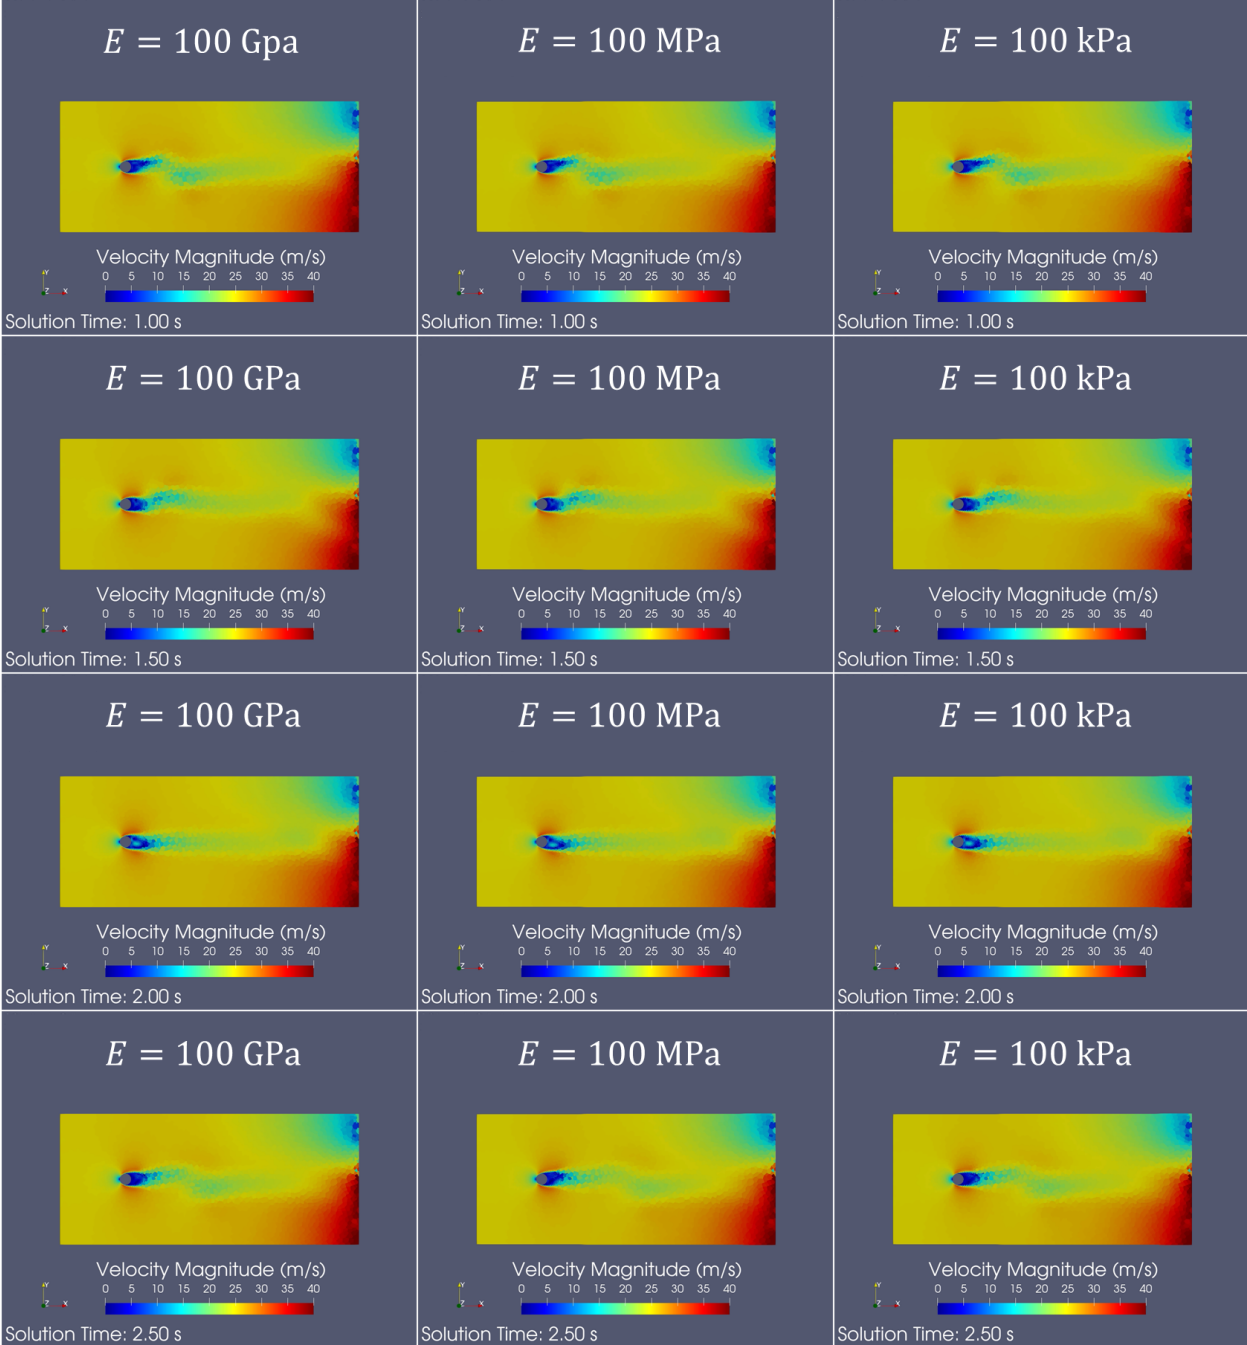 E = 100 Gpa
Velocity Magnitude (m/s)
0 5 10 15 20 25 30 35 40
Y
Z X
Solution Time: 1.00 s
E = 100 MPa
Velocity Magnitude (m/s)
0 5 10 15 20 25 30 35 40
Y
Z X
Solution Time: 1.00 s
E = 100 kPa
Velocity Magnitude (m/s)
0 5 10 15 20 25 30 35 40
Y
Z X
Solution Time: 1.00 s
E = 100 GPa
Velocity Magnitude (m/s)
0 5 10 15 20 25 30 35 40
Y
Z X
Solution Time: 1.50 s
E = 100 MPa
Velocity Magnitude (m/s)
0 5 10 15 20 25 30 35 40
Y
Z X
Solution Time: 1.50 s
E = 100 kPa
Velocity Magnitude (m/s)
0 5 10 15 20 25 30 35 40
Y
Z X
Solution Time: 1.50 s
E = 100 GPa
Velocity Magnitude (m/s)
0 5 10 15 20 25 30 35 40
Y
Z X
Solution Time: 2.00 s
E = 100 MPa
Velocity Magnitude (m/s)
0 5 10 15 20 25 30 35 40
Y
Z X
Solution Time: 2.00 s
E = 100 kPa
Velocity Magnitude (m/s)
0 5 10 15 20 25 30 35 40
Y
Z X
Solution Time: 2.00 s
E = 100 GPa
Velocity Magnitude (m/s)
0 5 10 15 20 25 30 35 40
Y
Z X
Solution Time: 2.50 s
E = 100 MPa
Velocity Magnitude (m/s)
0 5 10 15 20 25 30 35 40
Y
Z X
Solution Time: 2.50 s
E = 100 kPa
Velocity Magnitude (m/s)
0 5 10 15 20 25 30 35 40
Y
Z X
Solution Time: 2.50 s